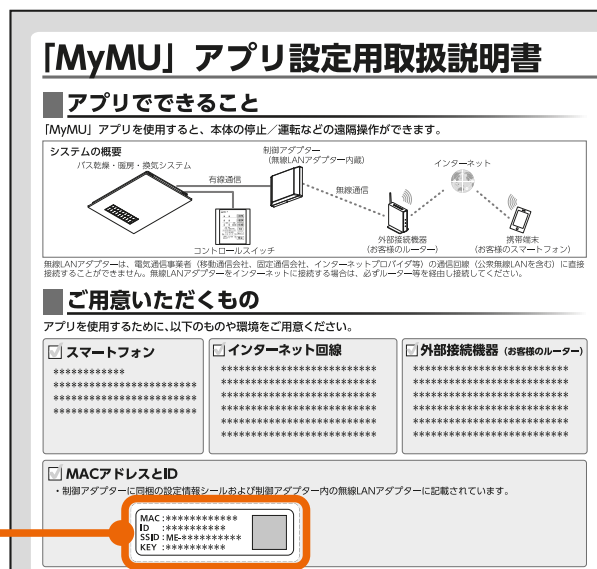 「MyMU」アプリ設定用取扱説明書
アプリでできること
「MyMU」アプリを使用すると、本体の停止／運転などの遠隔操作ができます。
システムの概要
バス乾燥・暖房・換気システム
有線通信
制御アダプター
（無線LANアダプター内蔵）
無線通信
インターネット
コントロールスイッチ
外部接続機器
（お客様のルーター）
携帯端末
（お客様のスマートフォン）
無線LANアダプターは、電気通信事業者（移動通信会社、固定通信会社、インターネットプロバイダ等）の通信回線（公衆無線LANを含む）に直接
接続することができません。無線LANアダプターをインターネットに接続する場合は、必ずルーター等を経由し接続してください。
ご用意いただくもの
アプリを使用するために、以下のものや環境をご用意ください。
スマートフォン
************
************************
************************
************************
インターネット回線
**************************
**************************
**************************
**************************
**************************
**************************
外部接続機器（お客様のルーター）
**************************
**************************
**************************
**************************
**************************
**************************
MACアドレスとID
・制御アダプターに同梱の設定情報シールおよび制御アダプター内の無線LANアダプターに記載されています。
MAC :************
ID :**********
SSID :ME-**********
KEY :**********